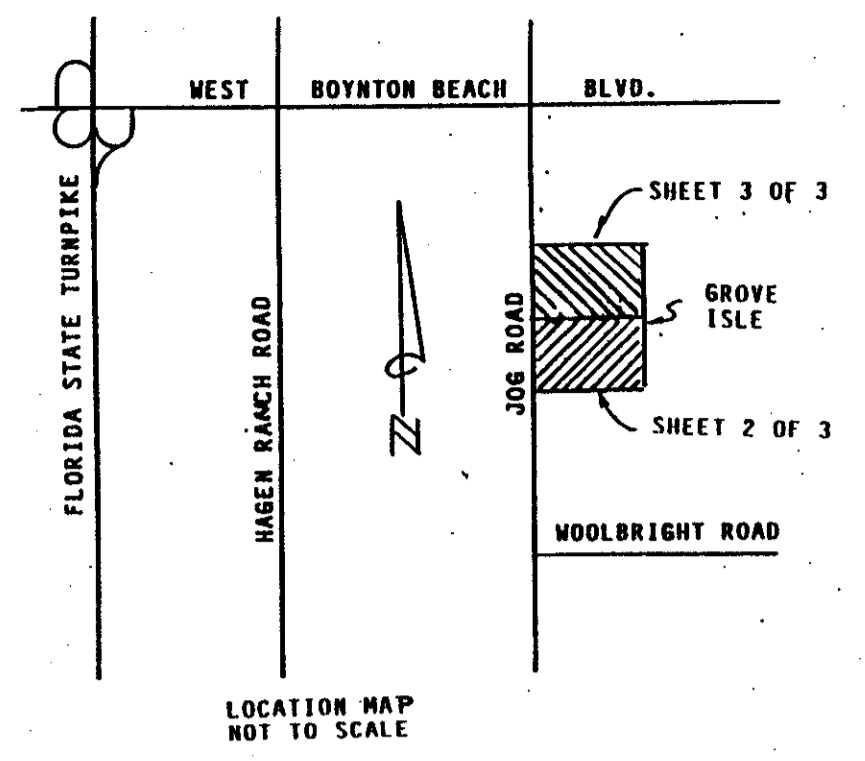 WEST BOYNTON BEACH BLVD.
SHEET 3 OF 3
FLORIDA STATE TURNPIKE
HAGEN RANCH ROAD
JOG ROAD
GROVE
ISLE
N
SHEET 2 OF 3
WOOLBRIGHT ROAD
LOCATION MAP
NOT TO SCALE